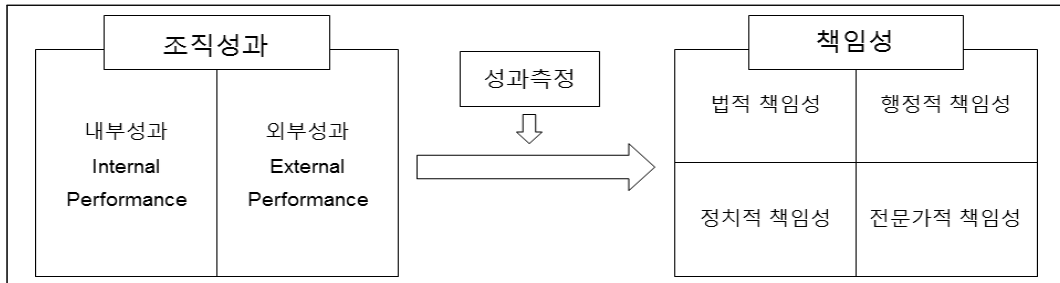 조직성과
내부성과
Internal
Performance
외부성과
External
Performance
성과측정
책임성
법적 책임성
행정적 책임성
정치적 책임성
전문가적 책임성